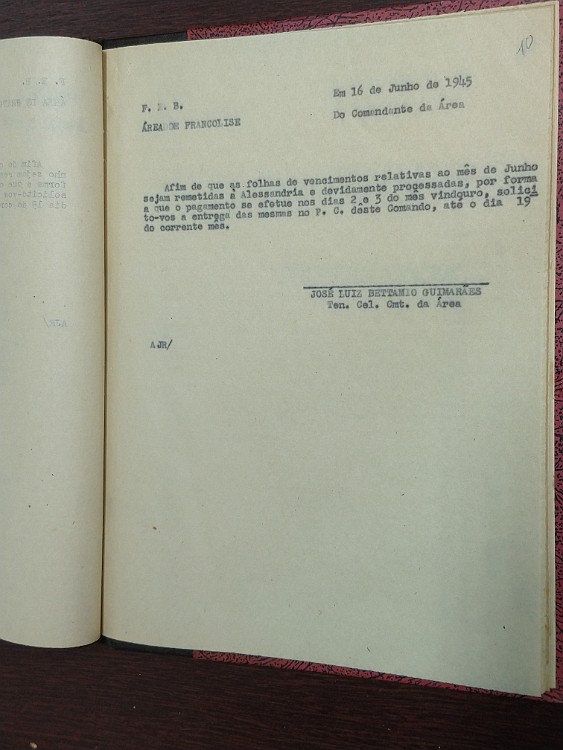 10
Em 16 de Junho de 1945
F. E. B.
Do Comandante da Área
ÁREA DE FRANCOLISE
Afim de que as folhas de vencimentos relativas ao mês de Junho
sejam remetidas à Alessandria e devidamente processadas, por forma
a que o pagamento se efetue nos dias 2 e 3 do mês vindouro, solici
to-vos a entrega das mesmas no P. C. dêste Comando, até o dia 19
do corrente mês.
JOSÉ LUIZ BETTAMIO GUIMARÃES
Ten. Cel. Cmt. da Área
AJR/